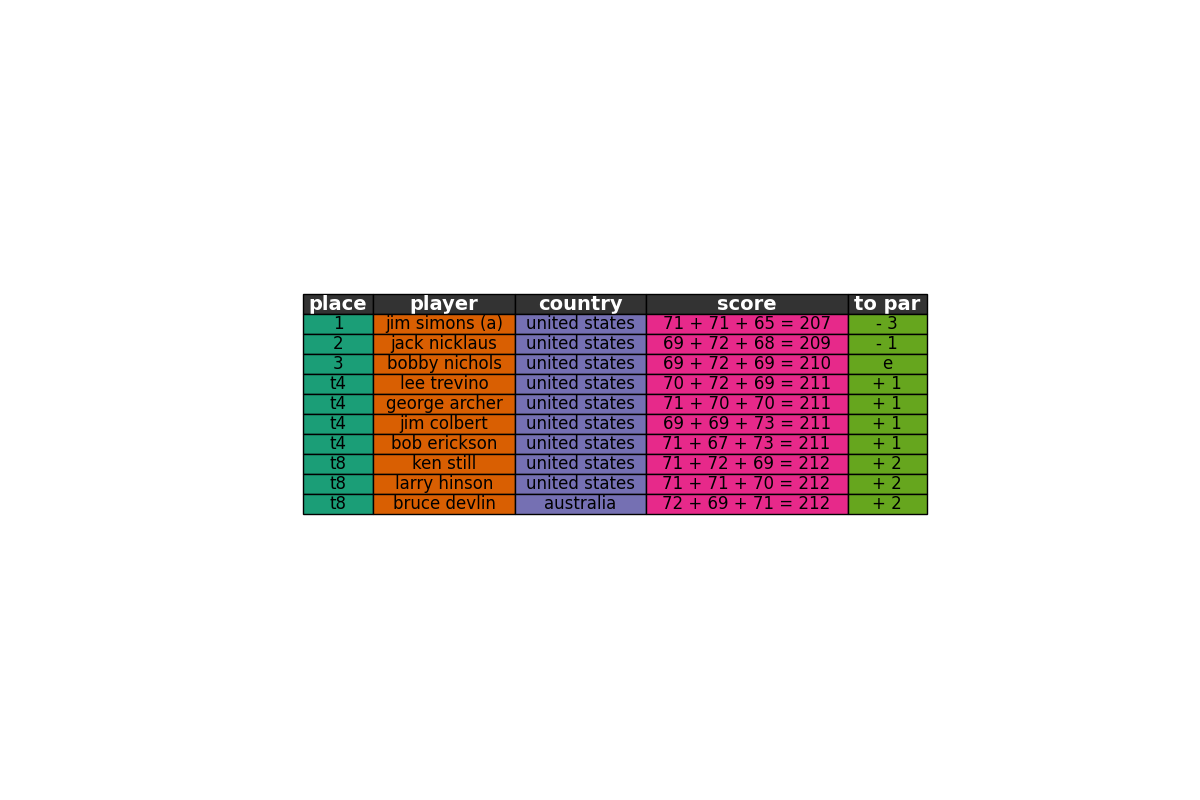 place player country score to par
1 jim simons (a) united states 71 + 71 + 65 = 207 - 3
2 jack nicklaus united states 69 + 72 + 68 = 209 - 1
3 bobby nichols united states 69 + 72 + 69 = 210 e
t4 lee trevino united states 70 + 72 + 69 = 211 + 1
t4 george archer united states 71 + 70 + 70 = 211 + 1
t4 jim colbert united states 69 + 69 + 73 = 211 + 1
t4 bob erickson united states 71 + 67 + 73 = 211 + 1
t8 ken still united states 71 + 72 + 69 = 212 + 2
t8 larry hinson united states 71 + 71 + 70 = 212 + 2
t8 bruce devlin australia 72 + 69 + 71 = 212 + 2